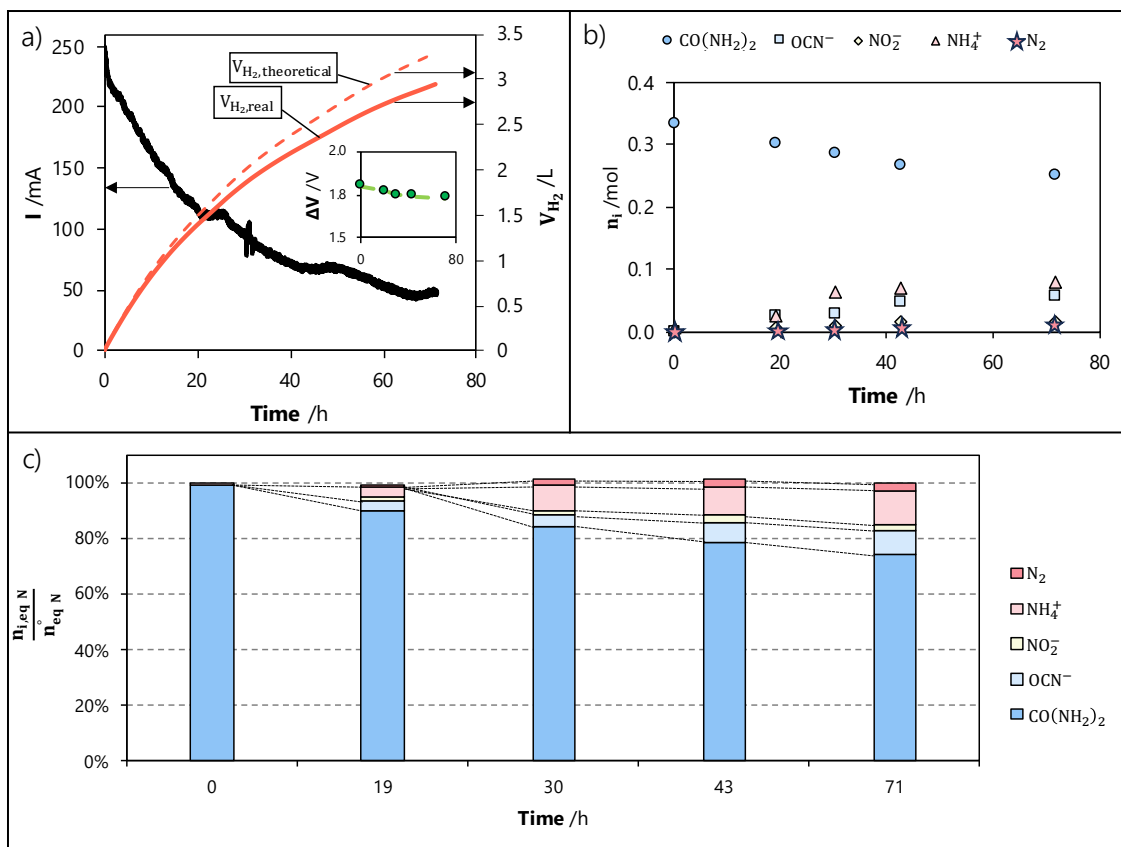 a)
I /mA
250
200
150
100
50
0
0 20 40 60 80
Time /h
V_H₂,theoretical
V_H₂,real
3.5
3
2.5
2
1.5
1
0.5
0
V_H₂ /L
ΔV /V
2.0
1.8
1.5
0 80
b)
CO(NH₂)₂ OCN⁻ NO₂⁻ NH₄⁺ N₂
nᵢ /mol
0.4
0.3
0.2
0.1
0.0
0 20 40 60 80
Time /h
c)
n_i,eq N
n°_eq N
100%
80%
60%
40%
20%
0%
0 19 30 43 71
Time /h
N₂
NH₄⁺
NO₂⁻
OCN⁻
CO(NH₂)₂